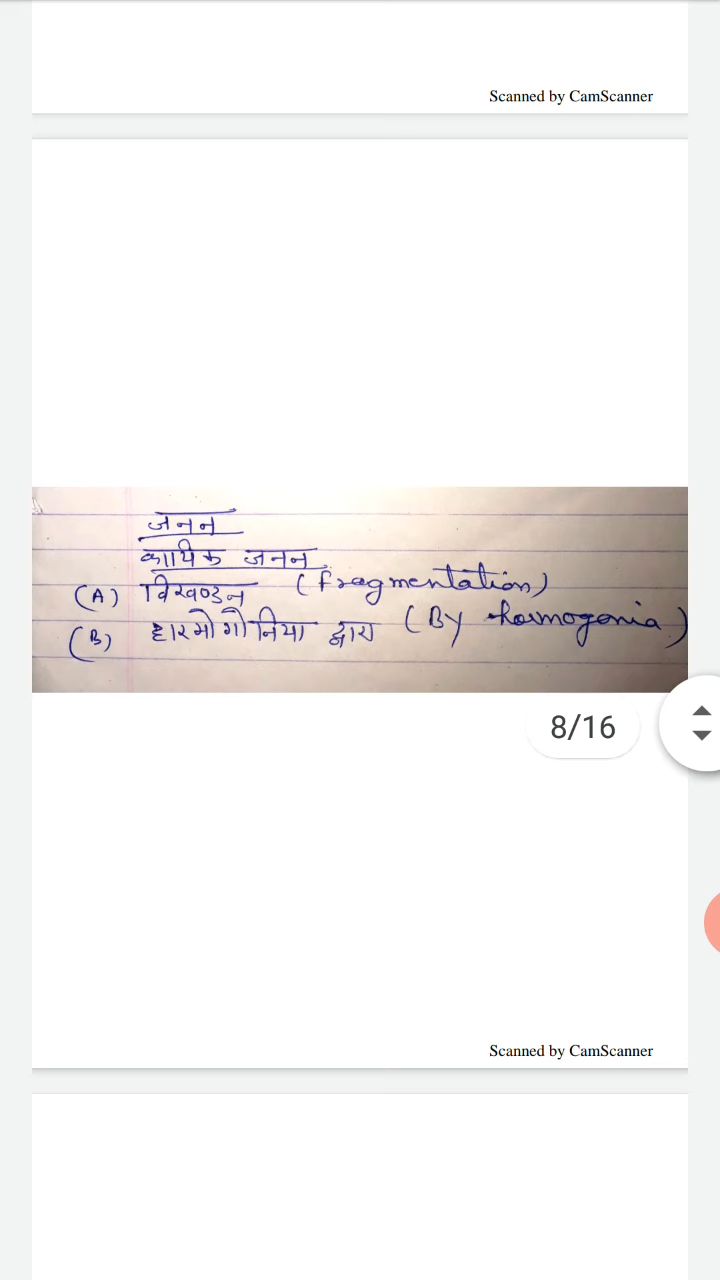 Scanned by CamScanner
जनन
कायिक जनन
(A) विखण्डन (fragmentation)
(B) हारमोगोनिया द्वारा (By hormogonia)
8/16
Scanned by CamScanner